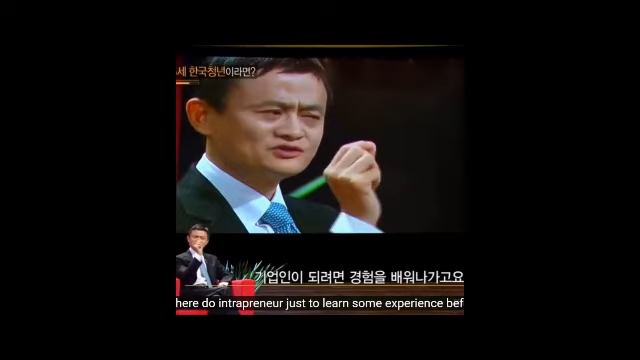 세 한국청년이라면?
기업인이 되려면 경험을 배워나가고요
here do intrapreneur just to learn some experience bef